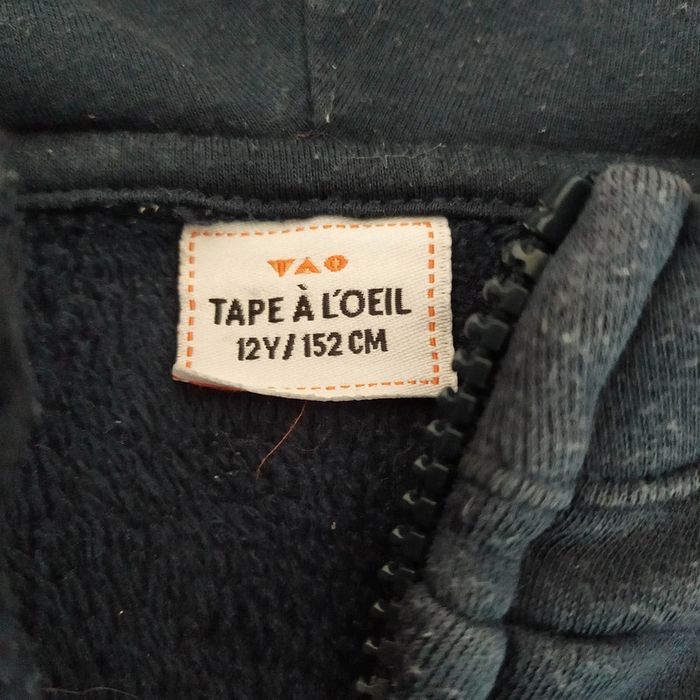 TAO
TAPE À L'OEIL
12Y/152 CM